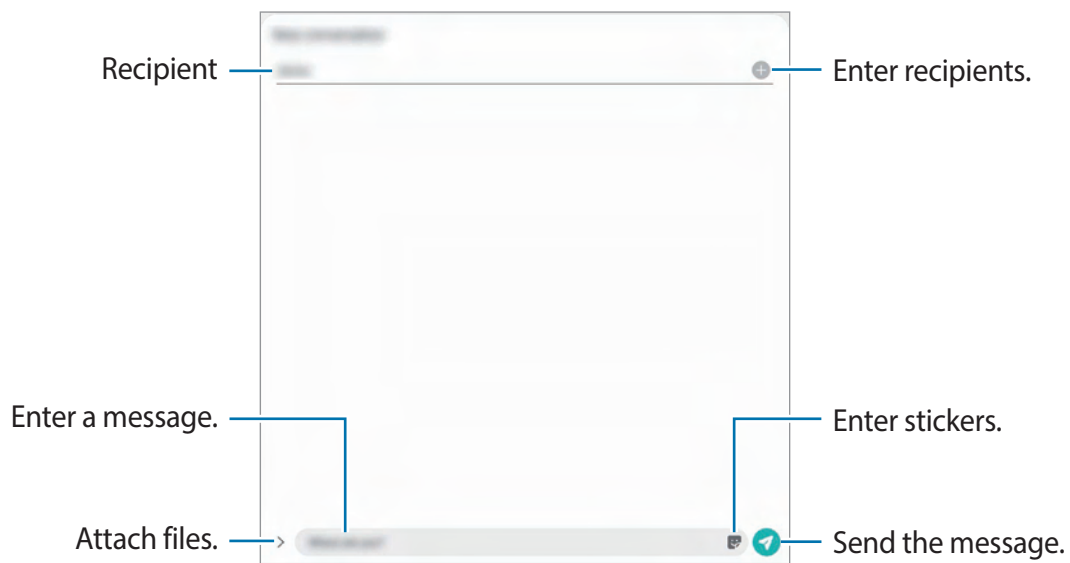 Recipient
Enter recipients.
Enter a message.
Enter stickers.
Attach files.
Send the message.